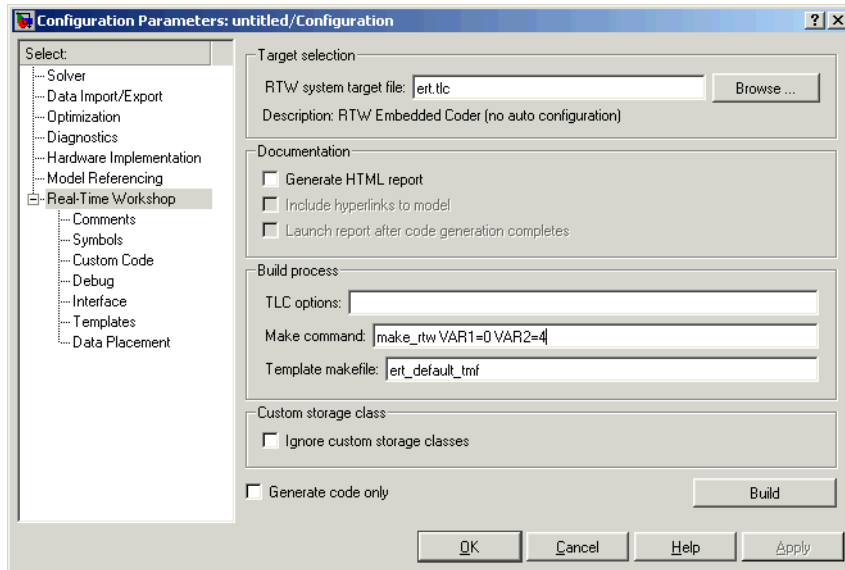 Configuration Parameters: untitled/Configuration
Select:
Solver
Data Import/Export
Optimization
Diagnostics
Hardware Implementation
Model Referencing
Real-Time Workshop
Comments
Symbols
Custom Code
Debug
Interface
Templates
Data Placement
Target selection
RTW system target file: ert.tlc Browse ...
Description: RTW Embedded Coder (no auto configuration)
Documentation
Generate HTML report
Include hyperlinks to model
Launch report after code generation completes
Build process
TLC options:
Make command: make_rtw VAR1=0 VAR2=4
Template makefile: ert_default_tmf
Custom storage class
Ignore custom storage classes
Generate code only Build
OK Cancel Help Apply